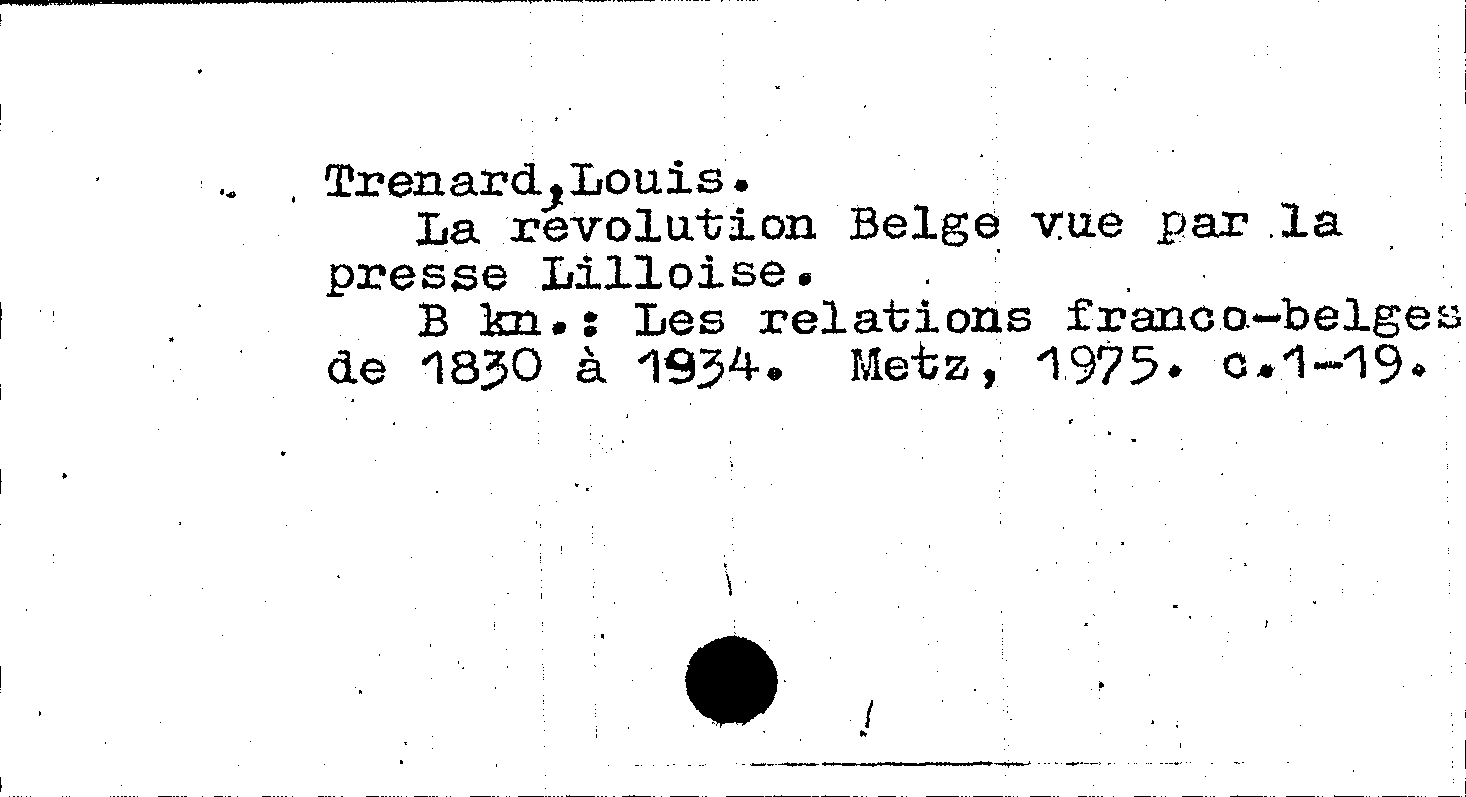 Trenard,Louis.
La révolution Belge vue par la
presse Lilloise.
B kn.: Les relations franco-belges
de 1830 à 1934. Metz, 1975. c.1-19.